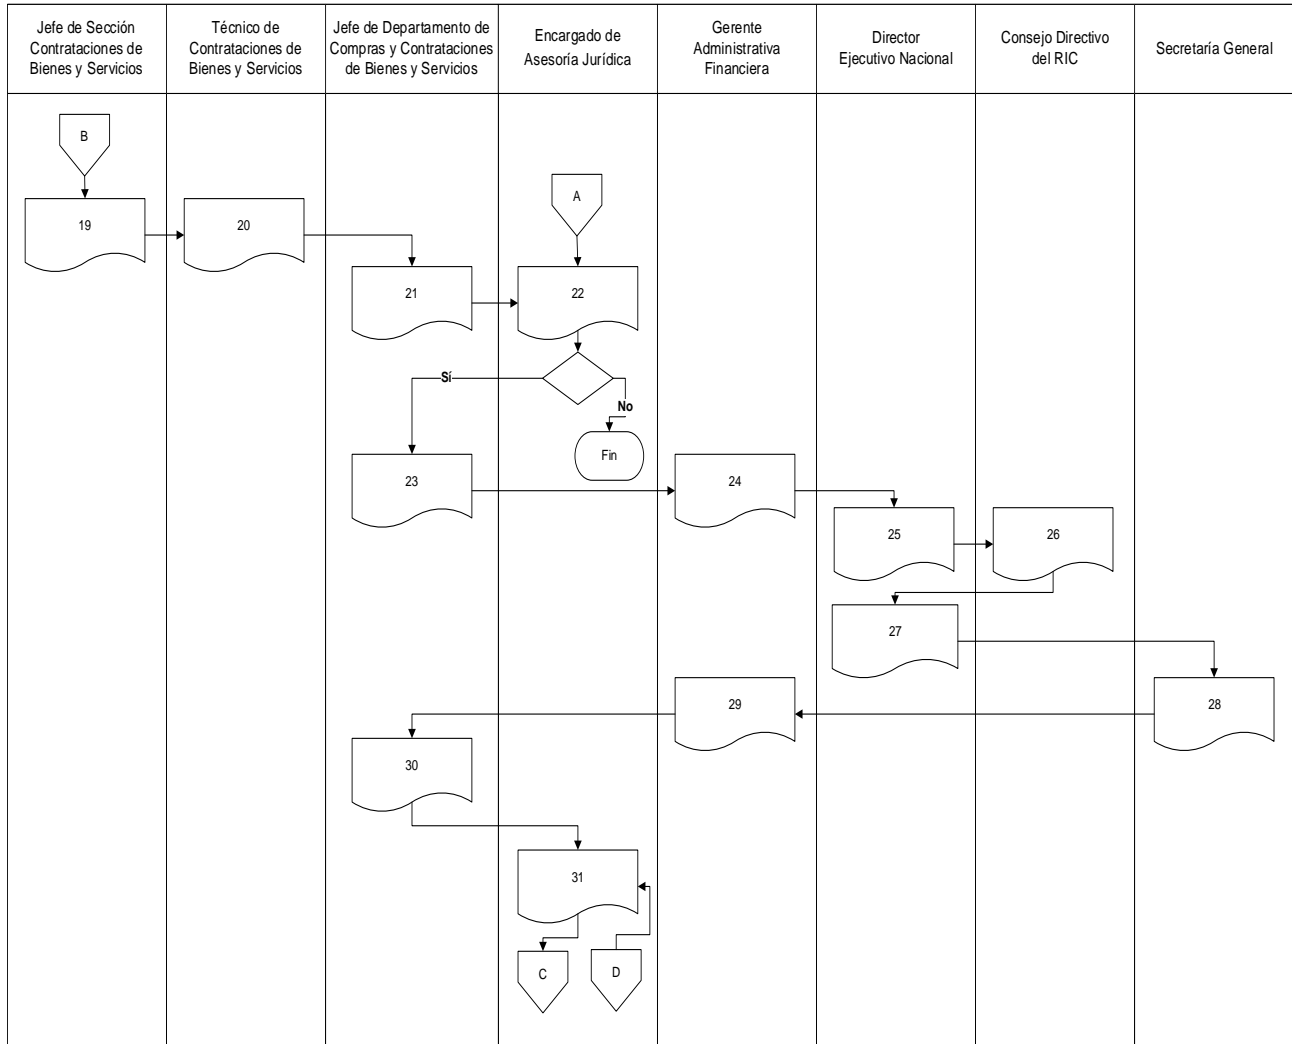 Jefe de Sección
Contrataciones de
Bienes y Servicios
Técnico de
Contrataciones de
Bienes y Servicios
Jefe de Departamento de
Compras y Contrataciones
de Bienes y Servicios
Encargado de
Asesoría Jurídica
Gerente
Administrativa
Financiera
Director
Ejecutivo Nacional
Consejo Directivo
del RIC
Secretaría General
B
A
19
20
21
22
Sí
No
Fin
23
24
25
26
27
28
29
30
31
C
D